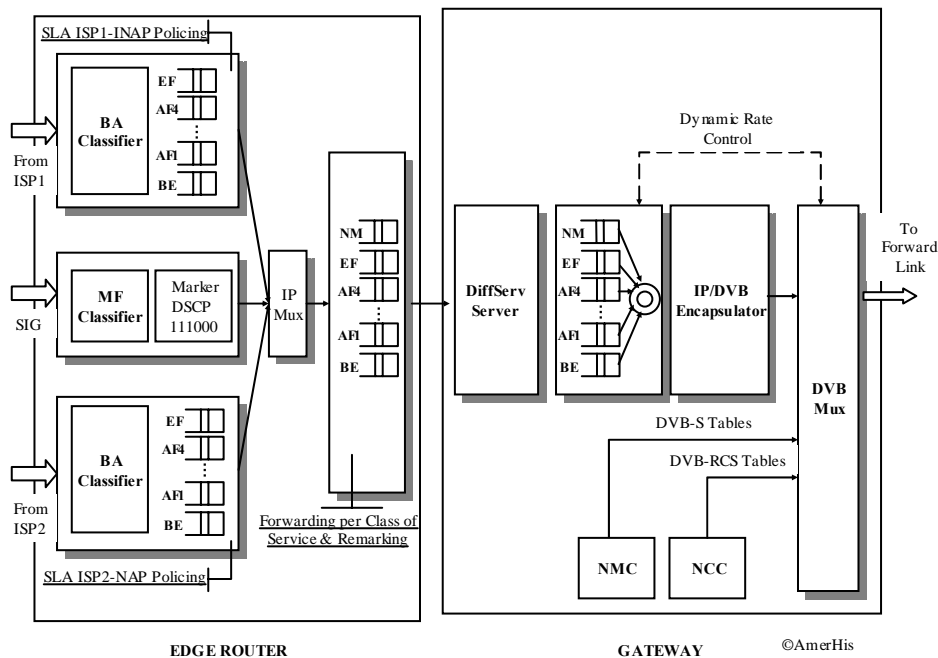 SLA ISP1-INAP Policing
BA
Classifier
EF
AF4
AF1
BE
From
ISP1
MF
Classifier
Marker
DSCP
111000
SIG
IP
Mux
BA
Classifier
EF
AF4
AF1
BE
From
ISP2
SLA ISP2-NAP Policing
NM
EF
AF4
AF1
BE
Forwarding per Class of
Service & Remarking
EDGE ROUTER
DiffServ
Server
NM
EF
AF4
AF1
BE
Dynamic Rate
Control
IP/DVB
Encapsulator
DVB
Mux
To
Forward
Link
DVB-S Tables
DVB-RCS Tables
NMC
NCC
GATEWAY
©AmerHis